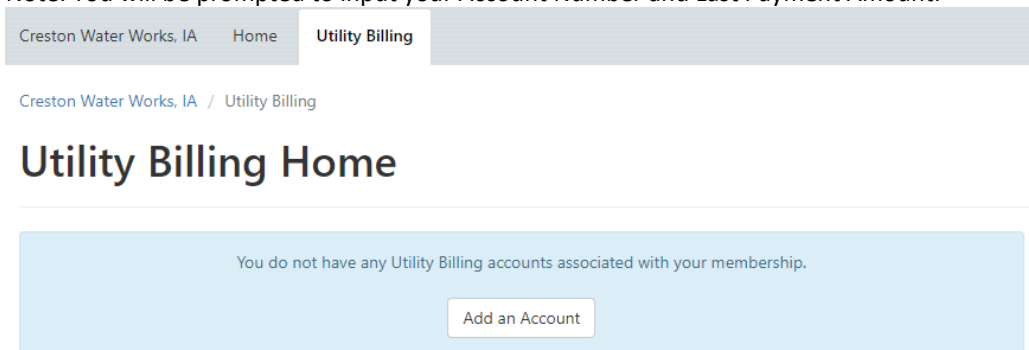 Note: You will be prompted to input your Account Number and Last Payment Amount.
Creston Water Works, IA Home Utility Billing
Creston Water Works, IA / Utility Billing
Utility Billing Home
You do not have any Utility Billing accounts associated with your membership.
Add an Account